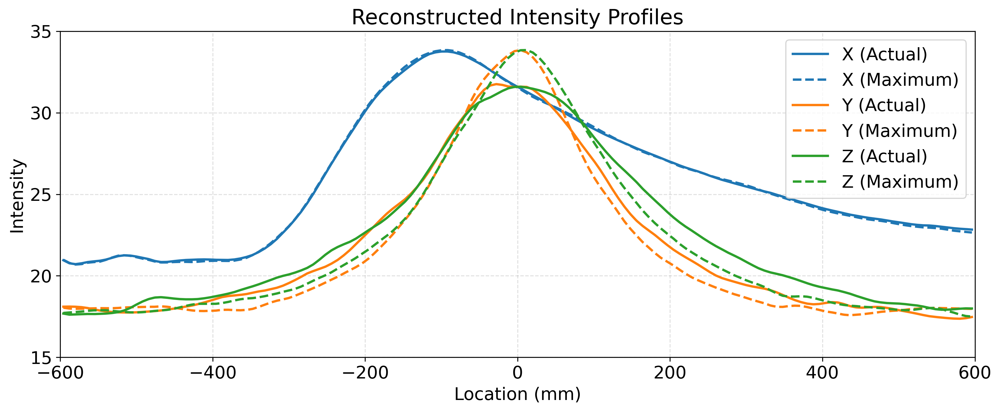 Reconstructed Intensity Profiles
35
30
25
20
15
Intensity
−600
−400
−200
0
200
400
600
Location (mm)
X (Actual)
X (Maximum)
Y (Actual)
Y (Maximum)
Z (Actual)
Z (Maximum)